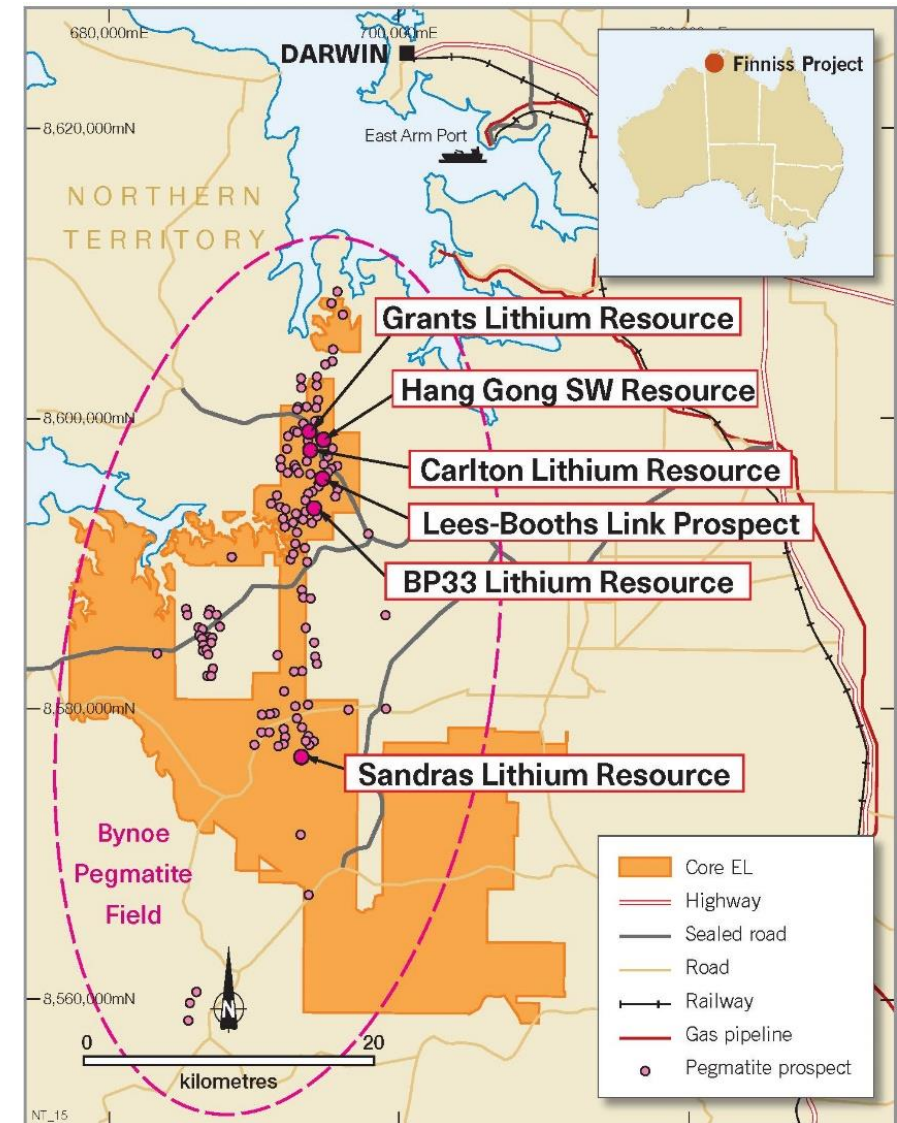 680,000mE
700,000mE
DARWIN
Finniss Project
8,620,000mN
East Arm Port
NORTHERN
TERRITORY
Grants Lithium Resource
Hang Gong SW Resource
8,600,000mN
Carlton Lithium Resource
Lees-Booths Link Prospect
BP33 Lithium Resource
8,580,000mN
Sandras Lithium Resource
Bynoe
Pegmatite
Field
Core EL
Highway
Sealed road
Road
Railway
Gas pipeline
Pegmatite prospect
8,560,000mN
N
0 20
kilometres
NT_15